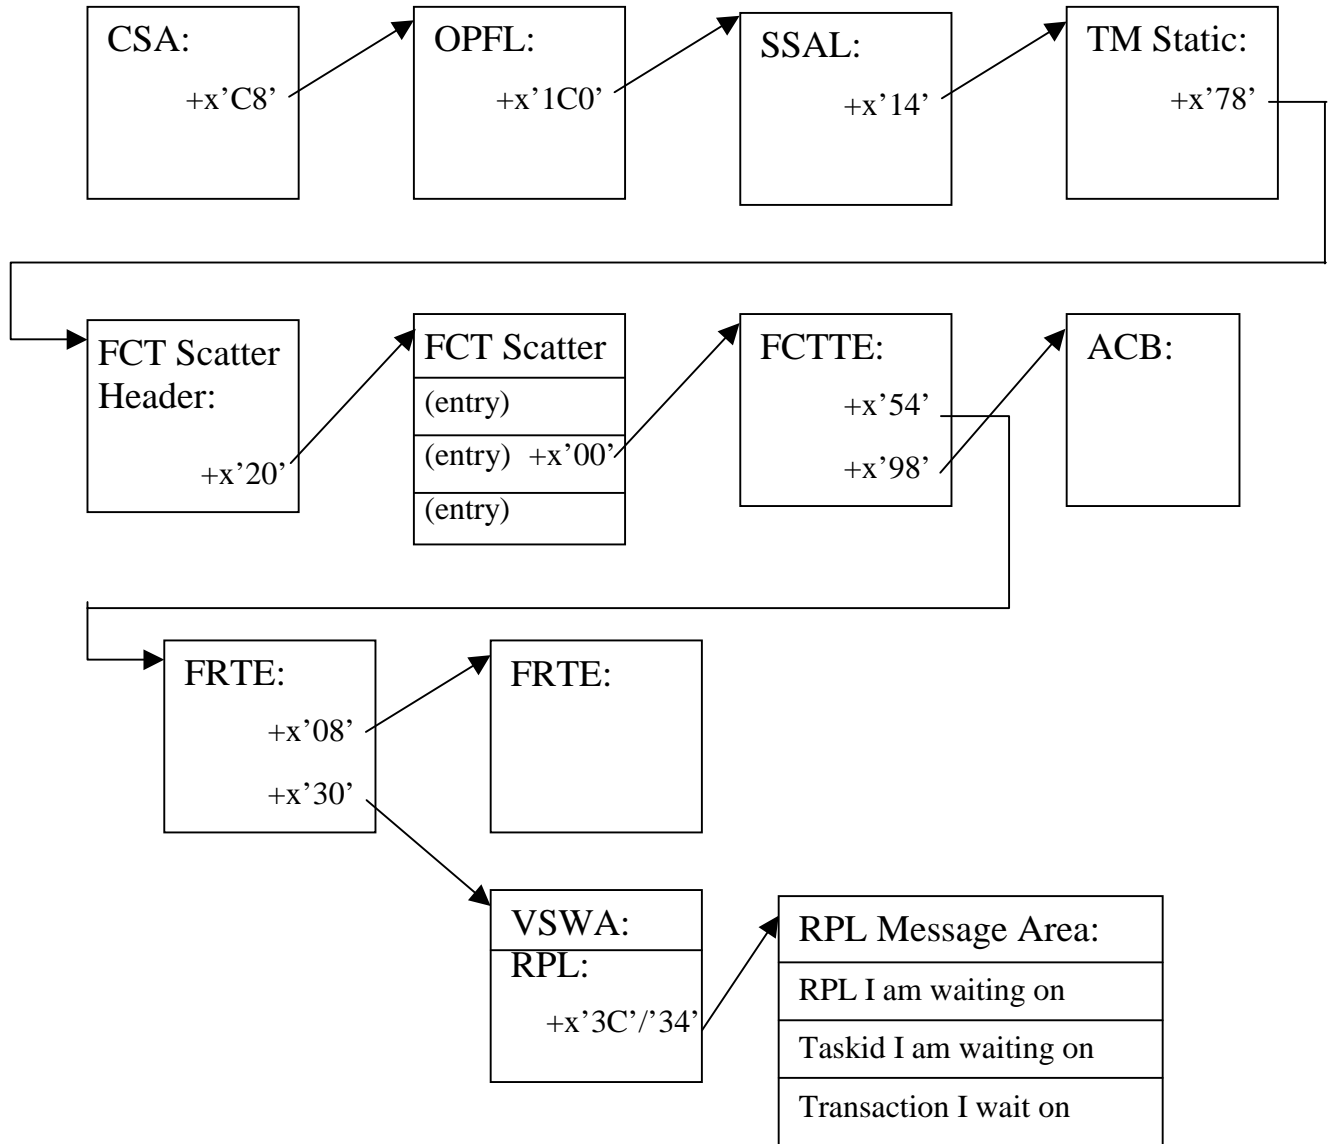 CSA:
+x’C8’
OPFL:
+x’1C0’
SSAL:
+x’14’
TM Static:
+x’78’
FCT Scatter
Header:
+x’20’
FCT Scatter
(entry)
(entry) +x’00’
(entry)
FCTTE:
+x’54’
+x’98’
ACB:
FRTE:
+x’08’
+x’30’
FRTE:
VSWA:
RPL:
+x’3C’/’34’
RPL Message Area:
RPL I am waiting on
Taskid I am waiting on
Transaction I wait on